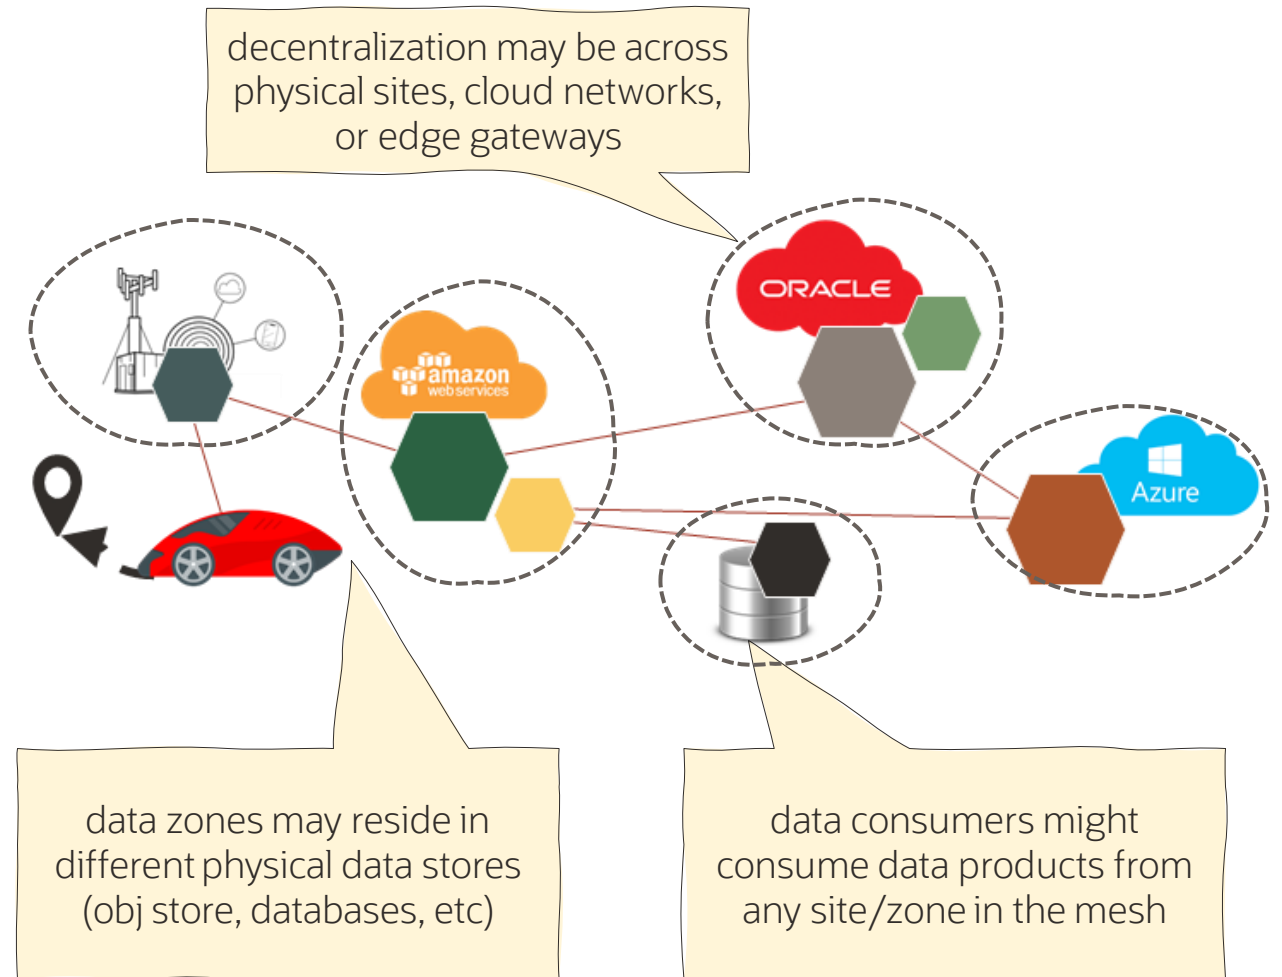 decentralization may be across
physical sites, cloud networks,
or edge gateways
ORACLE
amazon
webservices
Azure
data zones may reside in
different physical data stores
(obj store, databases, etc)
data consumers might
consume data products from
any site/zone in the mesh